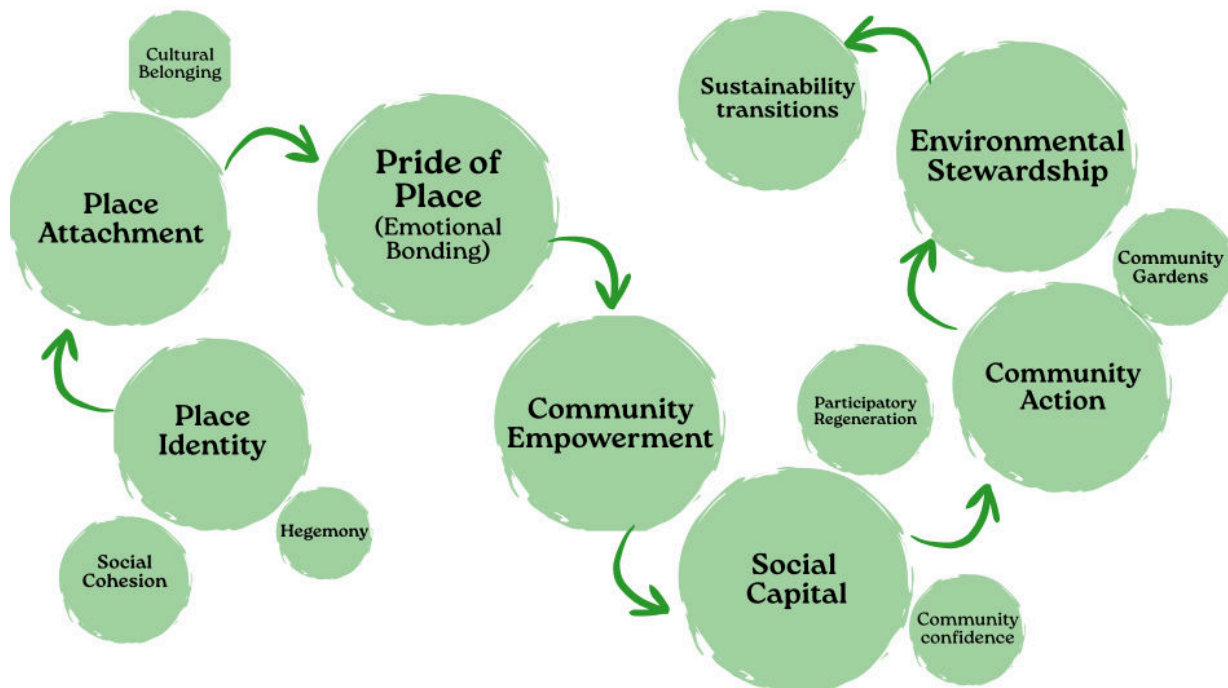 Cultural
Belonging
Place
Attachment
Pride of
Place
(Emotional
Bonding)
Place
Identity
Social
Cohesion
Hegemony
Community
Empowerment
Social
Capital
Community
confidence
Participatory
Regeneration
Community
Action
Community
Gardens
Environmental
Stewardship
Sustainability
transitions